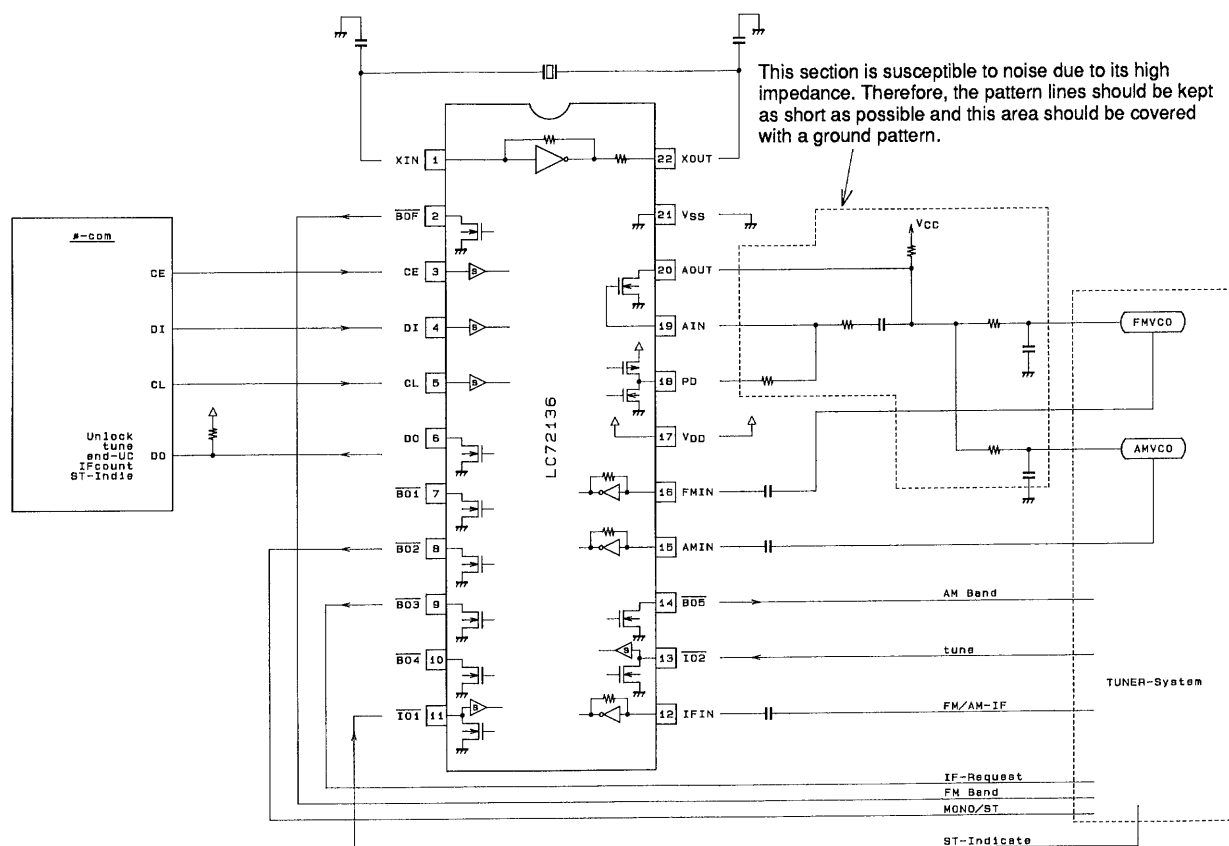 This section is susceptible to noise due to its high
impedance. Therefore, the pattern lines should be kept
as short as possible and this area should be covered
with a ground pattern.
XIN 1
22 XOUT
BOF 2
21 VSS
VCC
μ-com
CE
CE 3
S
20 AOUT
DI
DI 4
S
19 AIN
FMVCO
CL
CL 5
S
18 PD
LC72136
Unlock
tune
end-UC
IFcount
ST-Indic
DO
DO 6
17 VDD
AMVCO
BO1 7
16 FMIN
BO2 8
15 AMIN
BO3 9
14 BO5
AM Band
BO4 10
S
13 IO2
tune
TUNER-System
IO1 11
S
12 IFIN
FM/AM-IF
IF-Request
FM Band
MONO/ST
ST-Indicate